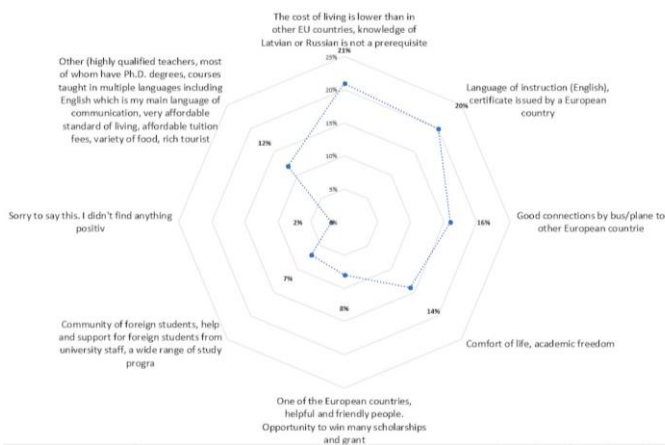 The cost of living is lower than in
other EU countries, knowledge of
Latvian or Russian is not a prerequisite
21%
25%
20%
15%
10%
5%
0%
Language of instruction (English),
certificate issued by a European
country
20%
Good connections by bus/plane to
other European countrie
16%
Comfort of life, academic freedom
14%
8%
One of the European countries,
helpful and friendly people.
Opportunity to win many scholarships
and grant
7%
Community of foreign students, help
and support for foreign students from
university staff, a wide range of study
progra
Sorry to say this. I didn't find anything
positiv
2%
Other (highly qualified teachers, most
of whom have Ph.D. degrees, courses
taught in multiple languages including
English which is my main language of
communication, very affordable
standard of living, affordable tuition
fees, variety of food, rich tourist
12%